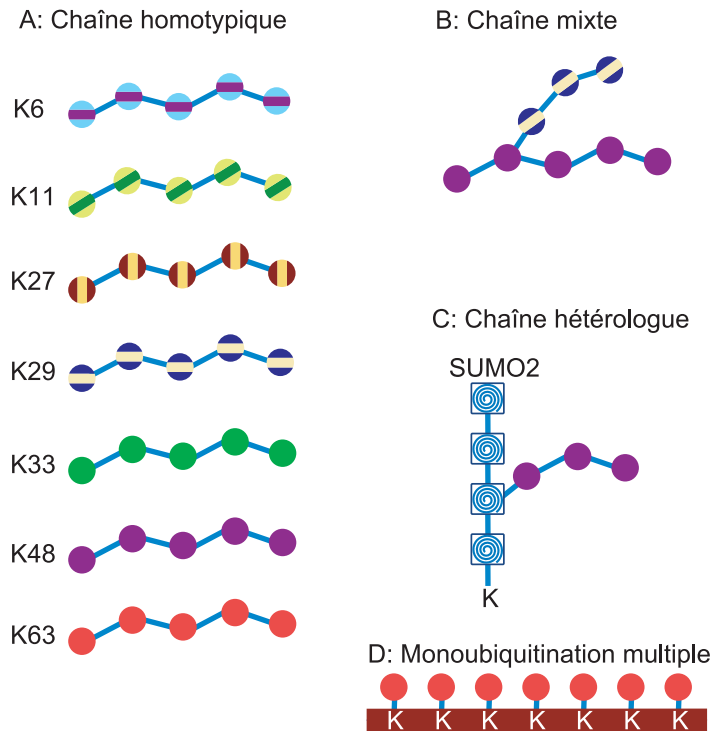 A: Chaîne homotypique
K6
K11
K27
K29
K33
K48
K63
B: Chaîne mixte
C: Chaîne hétérologue
SUMO2
K
D: Monoubiquitination multiple
K K K K K K K